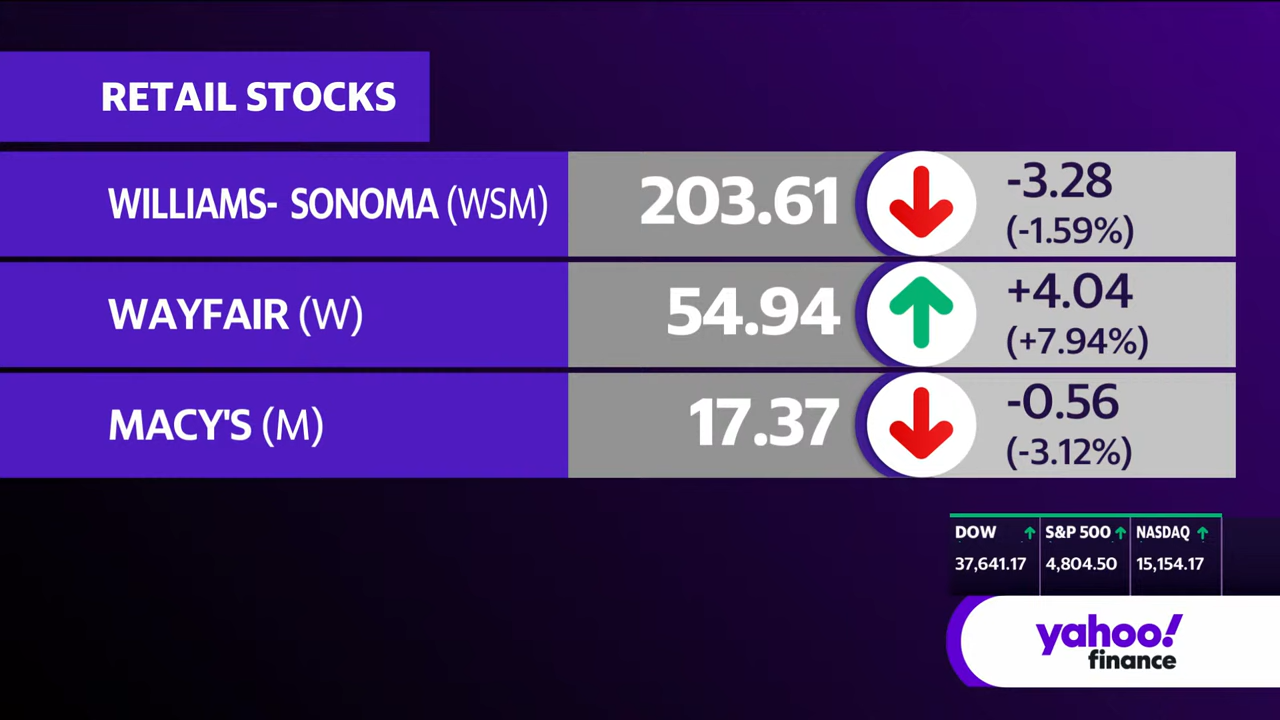 RETAIL STOCKS
WILLIAMS- SONOMA (WSM) 203.61 -3.28
(-1.59%)
WAYFAIR (W) 54.94 +4.04
(+7.94%)
MACY'S (M) 17.37 -0.56
(-3.12%)
DOW S&P 500 NASDAQ
37,641.17 4,804.50 15,154.17
yahoo!
finance